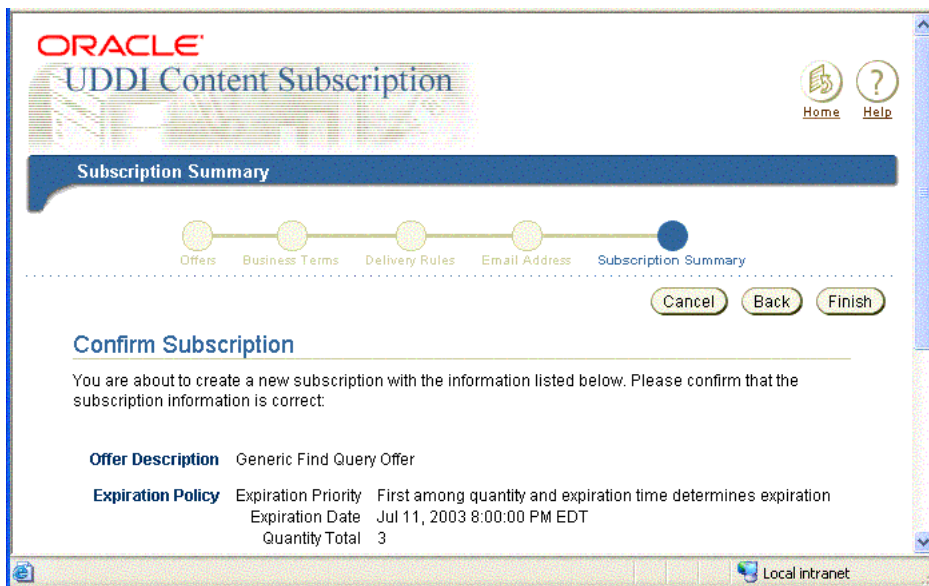 ORACLE
UDDI Content Subscription
Home
Help
Subscription Summary
Offers
Business Terms
Delivery Rules
Email Address
Subscription Summary
Cancel
Back
Finish
Confirm Subscription
You are about to create a new subscription with the information listed below. Please confirm that the
subscription information is correct:
Offer Description Generic Find Query Offer
Expiration Policy Expiration Priority First among quantity and expiration time determines expiration
Expiration Date Jul 11, 2003 8:00:00 PM EDT
Quantity Total 3
Local intranet